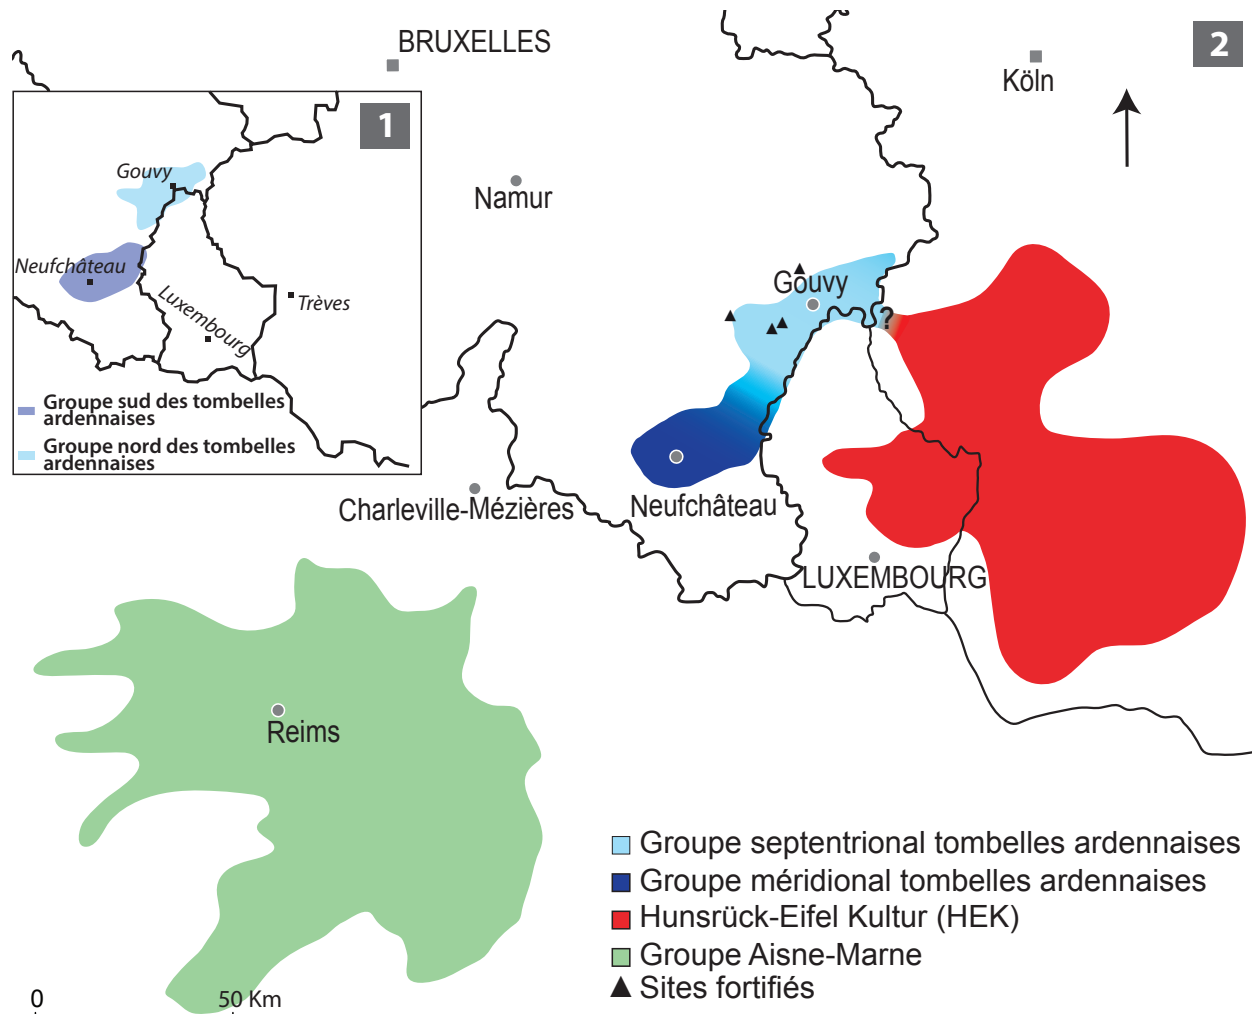 BRUXELLES
2
Köln
1
Gouvy
Namur
Neufchâteau
Luxembourg
Trèves
Groupe sud des tombelles
ardennaises
Groupe nord des tombelles
ardennaises
Gouvy
?
Charleville-Mézières
Neufchâteau
LUXEMBOURG
Reims
Groupe septentrional tombelles ardennaises
Groupe méridional tombelles ardennaises
Hunsrück-Eifel Kultur (HEK)
Groupe Aisne-Marne
Sites fortifiés
0
50 Km